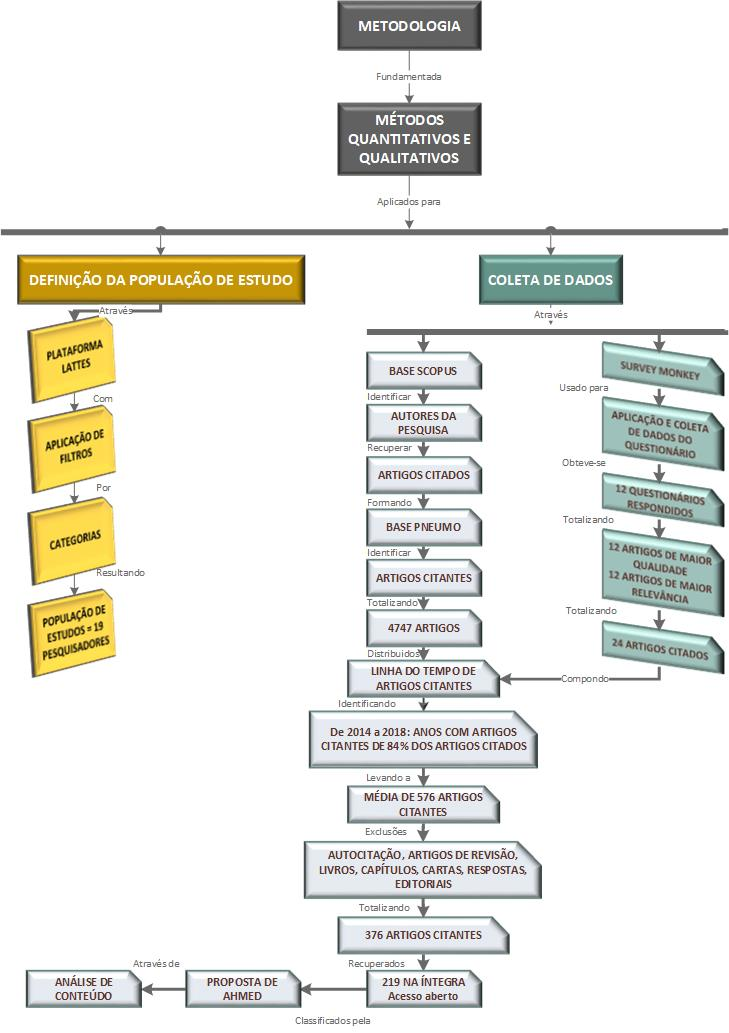 METODOLOGIA
Fundamentada
MÉTODOS
QUANTITATIVOS E
QUALITATIVOS
Aplicados para
DEFINIÇÃO DA POPULAÇÃO DE ESTUDO
Através
PLATAFORMA
LATTES
Com
APLICAÇÃO DE
FILTROS
Por
CATEGORIAS
Resultando
POPULAÇÃO DE
ESTUDOS = 19
PESQUISADORES
COLETA DE DADOS
Através
BASE SCOPUS
Identificar
AUTORES DA
PESQUISA
Recuperar
ARTIGOS CITADOS
Formando
BASE PNEUMO
Identificar
ARTIGOS CITANTES
Totalizando
4747 ARTIGOS
Distribuidos
SURVEY MONKEY
Usado para
APLICAÇÃO E COLETA
DE DADOS DO
QUESTIONÁRIO
Obteve-se
12 QUESTIONÁRIOS
RESPONDIDOS
Totalizando
12 ARTIGOS DE MAIOR
QUALIDADE
12 ARTIGOS DE MAIOR
RELEVÂNCIA
Totalizando
24 ARTIGOS CITADOS
Compondo
LINHA DO TEMPO DE
ARTIGOS CITANTES
Identificando
De 2014 a 2018: ANOS COM ARTIGOS
CITANTES DE 84% DOS ARTIGOS CITADOS
Levando a
MÉDIA DE 576 ARTIGOS
CITANTES
Exclusões
AUTOCITAÇÃO, ARTIGOS DE REVISÃO,
LIVROS, CAPÍTULOS, CARTAS, RESPOSTAS,
EDITORIAIS
Totalizando
376 ARTIGOS CITANTES
Recuperados
219 NA ÍNTEGRA
Acesso aberto
Classificados pela
PROPOSTA DE
AHMED
Através de
ANÁLISE DE
CONTEÚDO